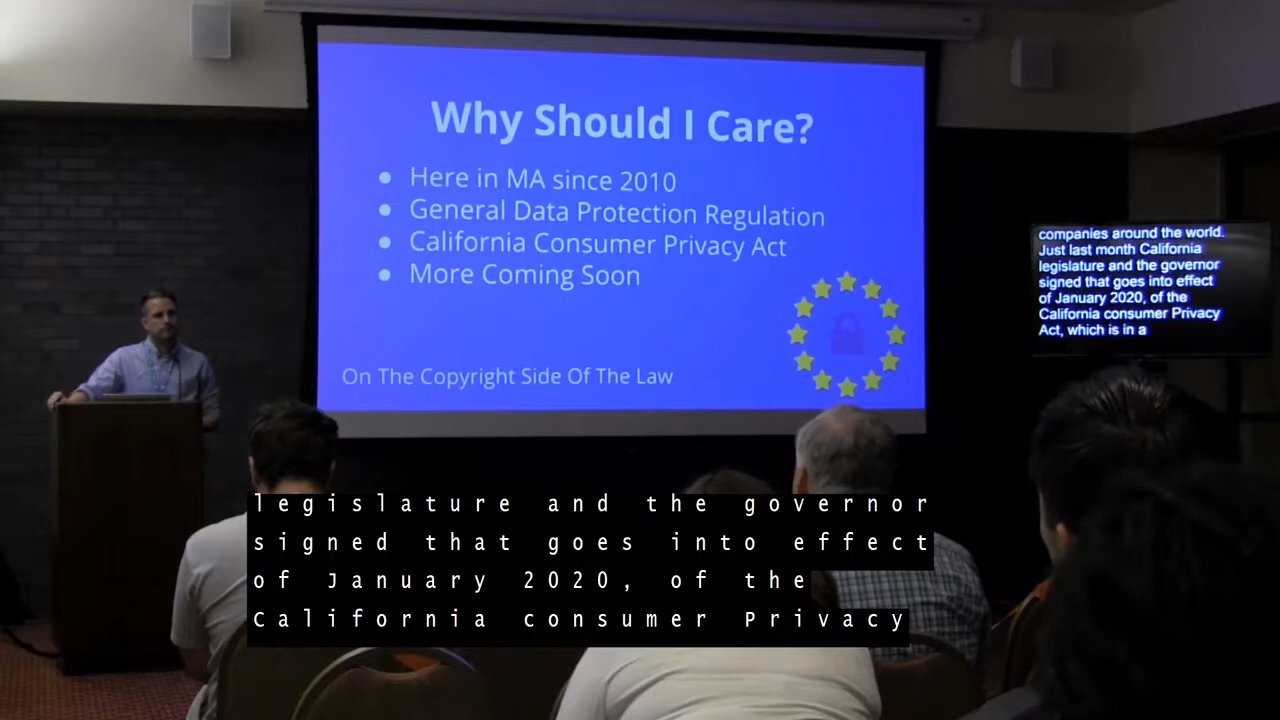 Why Should I Care?
● Here in MA since 2010
● General Data Protection Regulation
● California Consumer Privacy Act
● More Coming Soon
On The Copyright Side Of The Law
companies around the world.
Just last month California
legislature and the governor
signed that goes into effect
of January 2020, of the
California consumer Privacy
Act, which is in a
legislature and the governor
signed that goes into effect
of January 2020, of the
California consumer Privacy